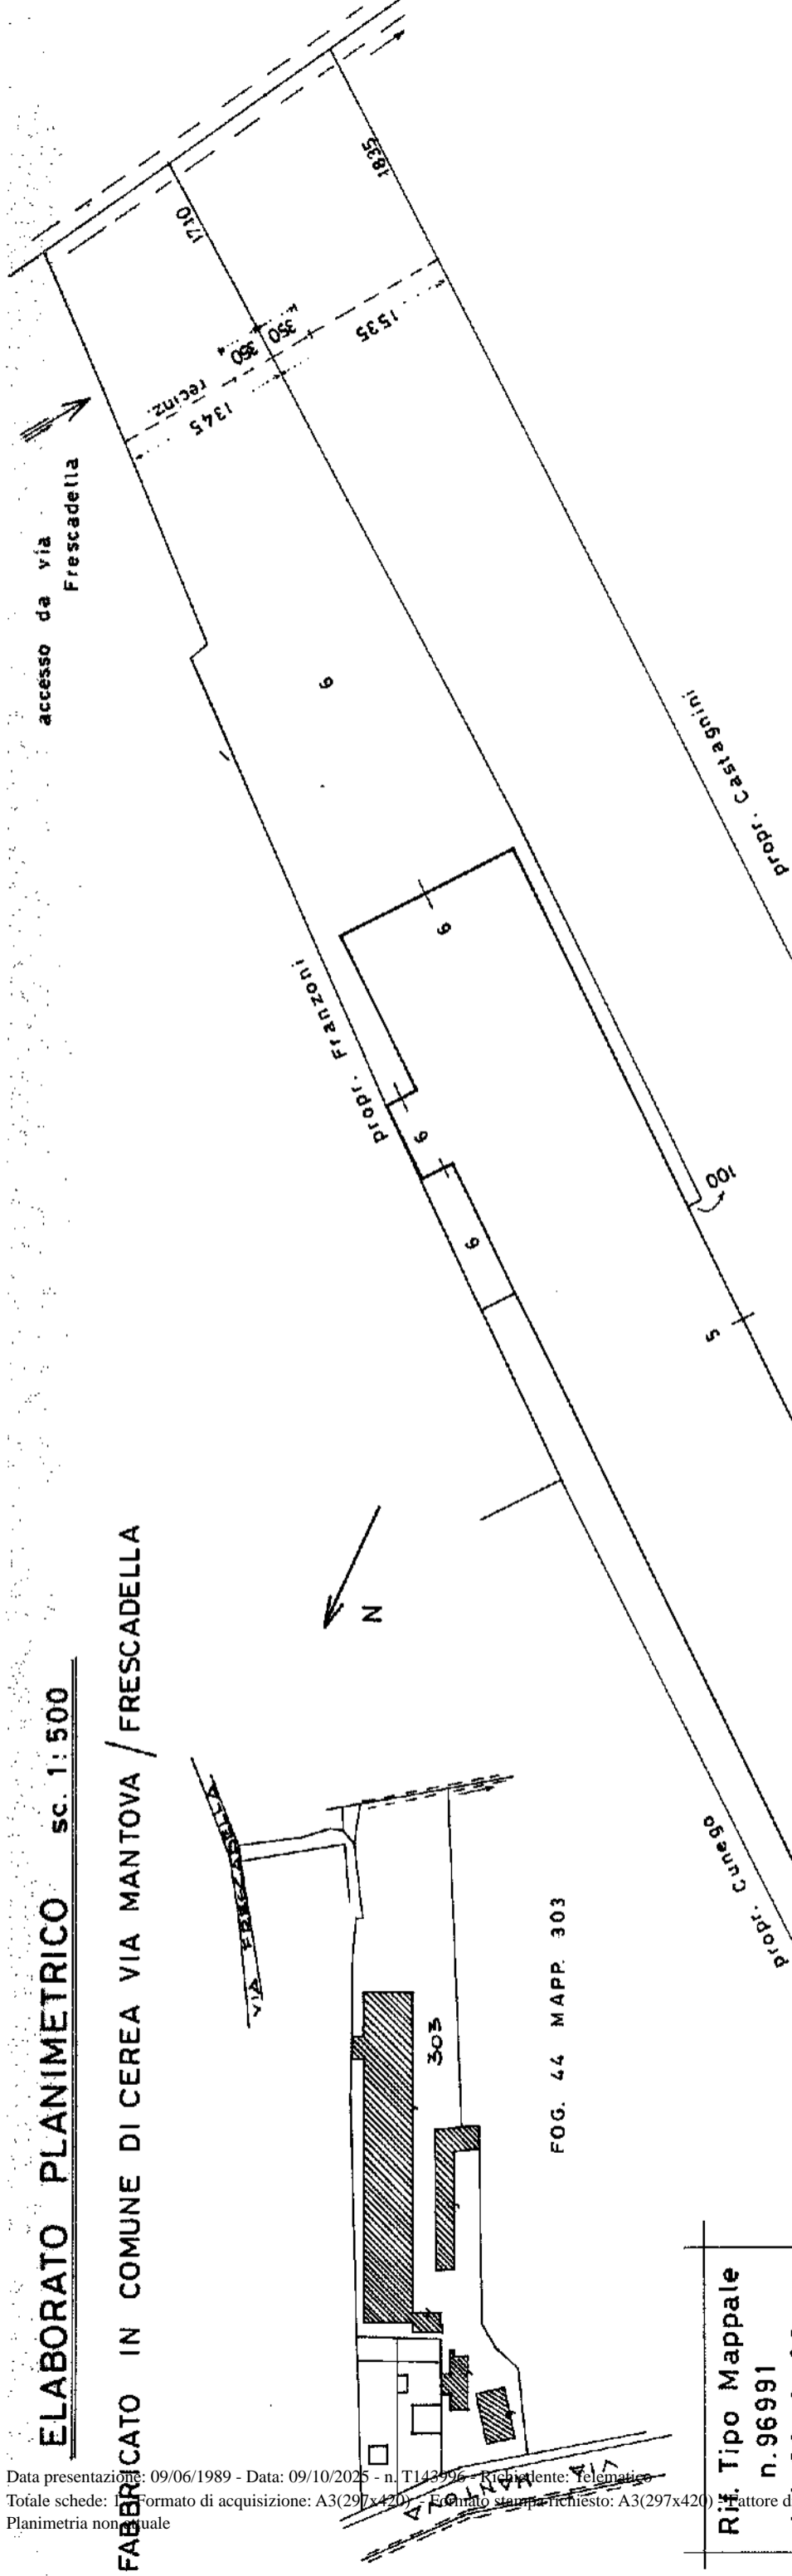 ELABORATO PLANIMETRICO sc. 1:500
FABBRICATO IN COMUNE DI CEREA VIA MANTOVA / FRESCADELLA
accesso da via
Frescadella
1710
1835
350
350
1535
recinz.
1345
6
propr. Castagnini
6
propr. Franzoni
6
6
100
5
N
propr. Cunego
VIA
303
FOG. 44 MAPP. 303
VIA MANTOVA
Rif. Tipo Mappale
n. 96991
Data presentazione: 09/06/1989 - Data: 09/10/2025 - n. T143996 - Richiedente: Telematico
Totale schede: 1 - Formato di acquisizione: A3(297x420) - Formato stampa richiesto: A3(297x420) - Fattore d
Planimetria non attuale